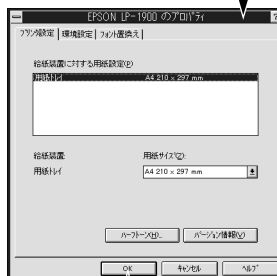 EPSON LP-1900 のプロパティ
?
プリンタ設定 環境設定 フォント置換え
給紙装置に対する用紙設定(P)
用紙トレイ A4 210 × 297 mm
給紙装置: 用紙サイズ(Z):
用紙トレイ A4 210 × 297 mm
ハーフトーン(H)... バージョン情報(V)
OK キャンセル ヘルプ